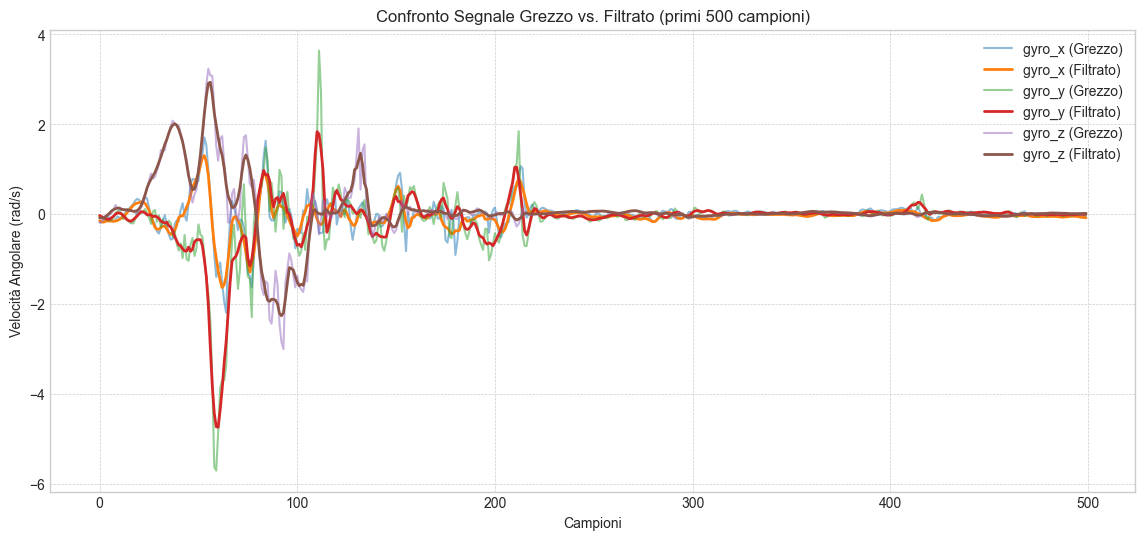 Confronto Segnale Grezzo vs. Filtrato (primi 500 campioni)
4
2
0
−2
−4
−6
Velocità Angolare (rad/s)
gyro_x (Grezzo)
gyro_x (Filtrato)
gyro_y (Grezzo)
gyro_y (Filtrato)
gyro_z (Grezzo)
gyro_z (Filtrato)
0 100 200 300 400 500
Campioni